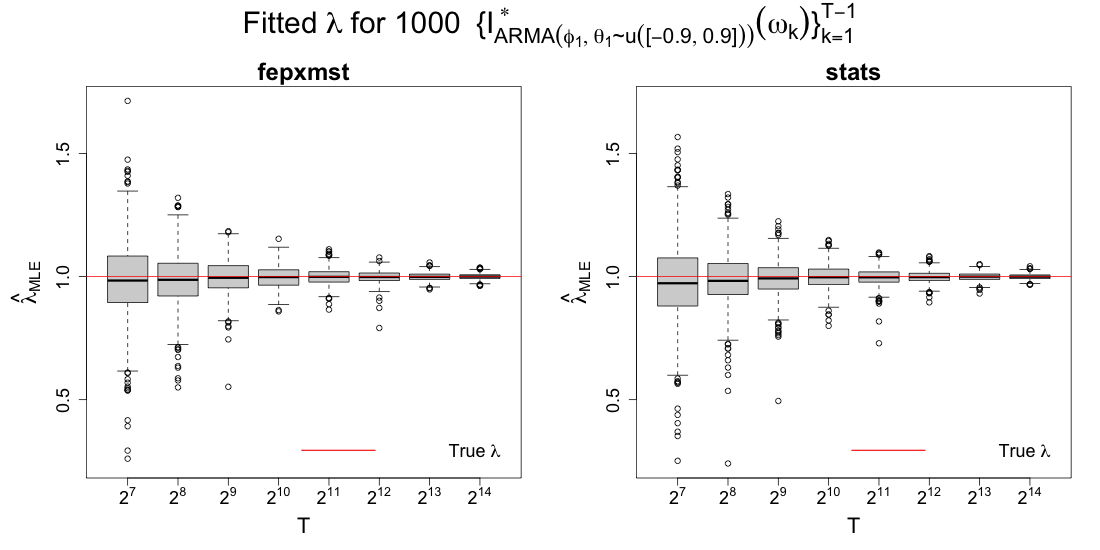 Fitted λ for 1000 {I*ARMA(ϕ1, θ1~u([−0.9, 0.9]))(ωk)}T−1k=1
fepxmst
stats
1.5
1.0
0.5
λ̂MLE
2^7 2^8 2^9 2^10 2^11 2^12 2^13 2^14
T
True λ
1.5
1.0
0.5
λ̂MLE
2^7 2^8 2^9 2^10 2^11 2^12 2^13 2^14
T
True λ